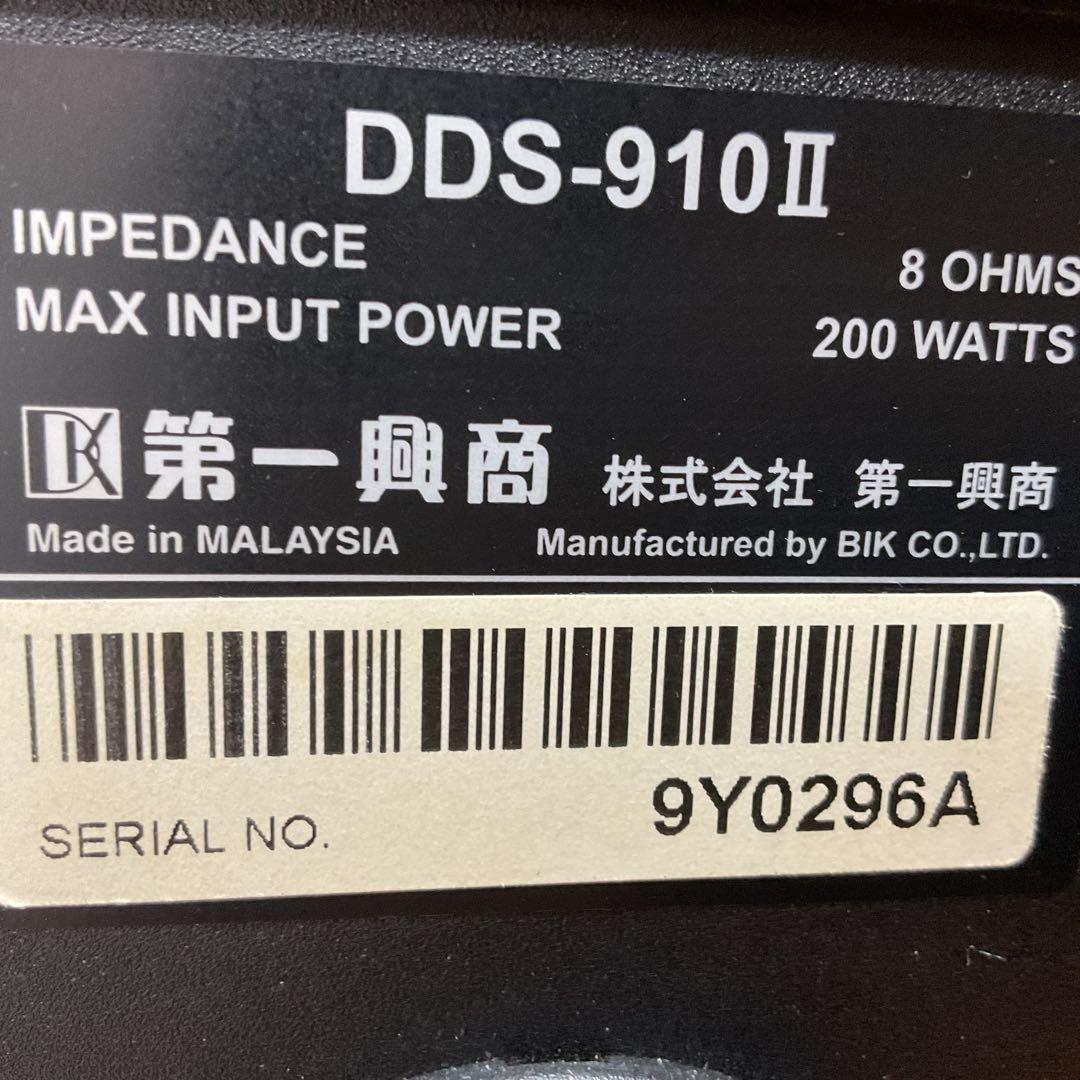 DDS-910Ⅱ
IMPEDANCE 8 OHMS
MAX INPUT POWER 200 WATTS
DK 第一興商 株式会社 第一興商
Made in MALAYSIA Manufactured by BIK CO.,LTD.
SERIAL NO. 9Y0296A